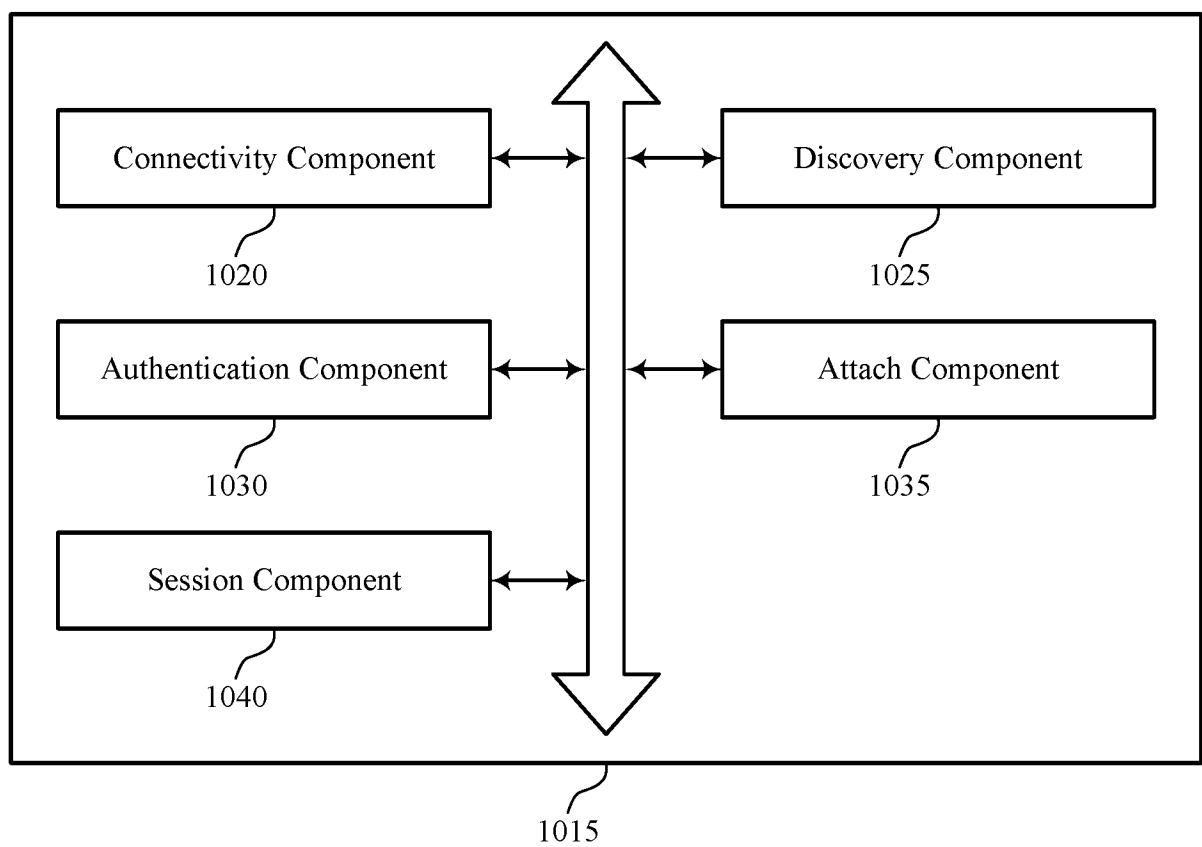 Connectivity Component
Discovery Component
1020
1025
Authentication Component
Attach Component
1030
1035
Session Component
1040
1015